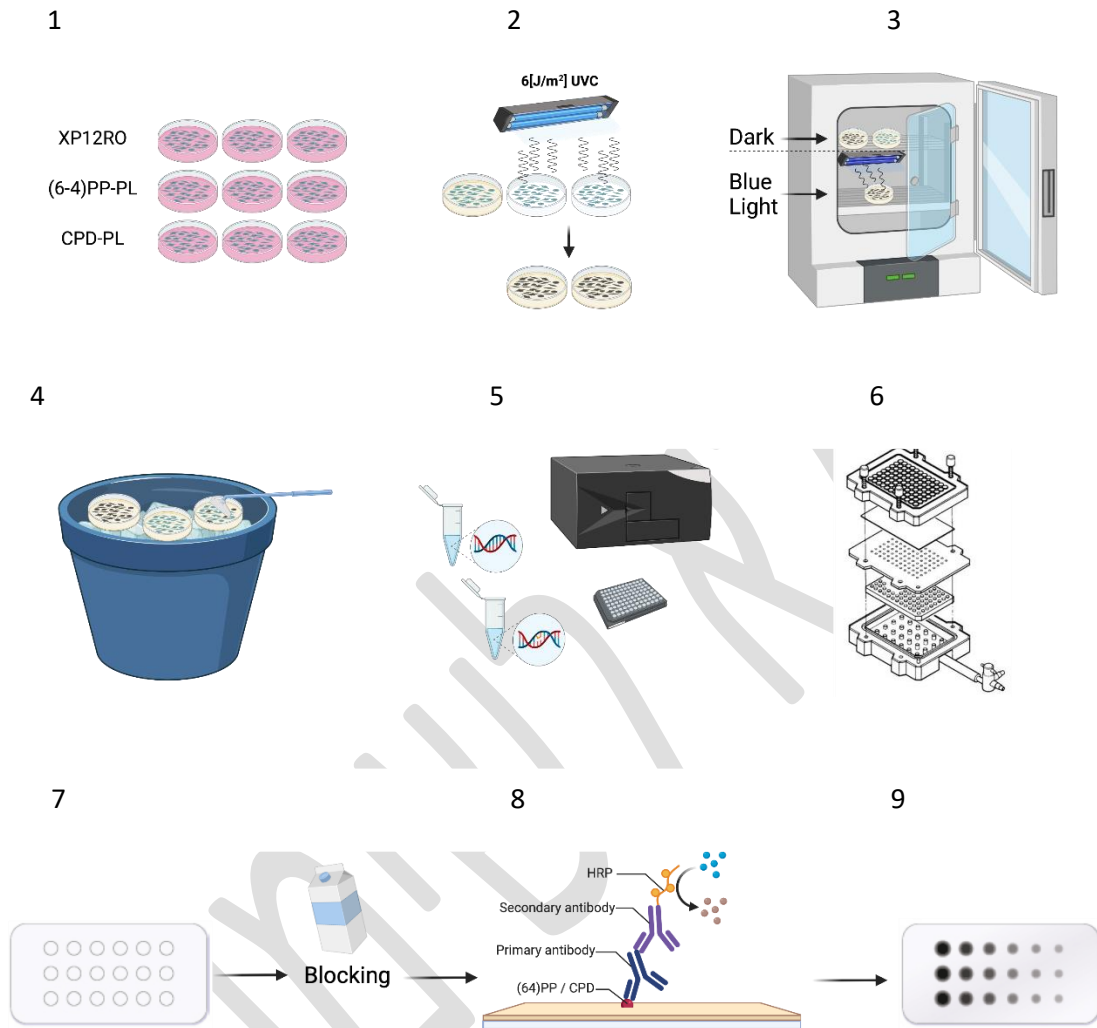 1
2
3
6[J/m²] UVC
XP12RO
(6-4)PP-PL
CPD-PL
Dark
Blue
Light
4
5
6
7
8
9
Blocking
HRP
Secondary antibody
Primary antibody
(64)PP / CPD